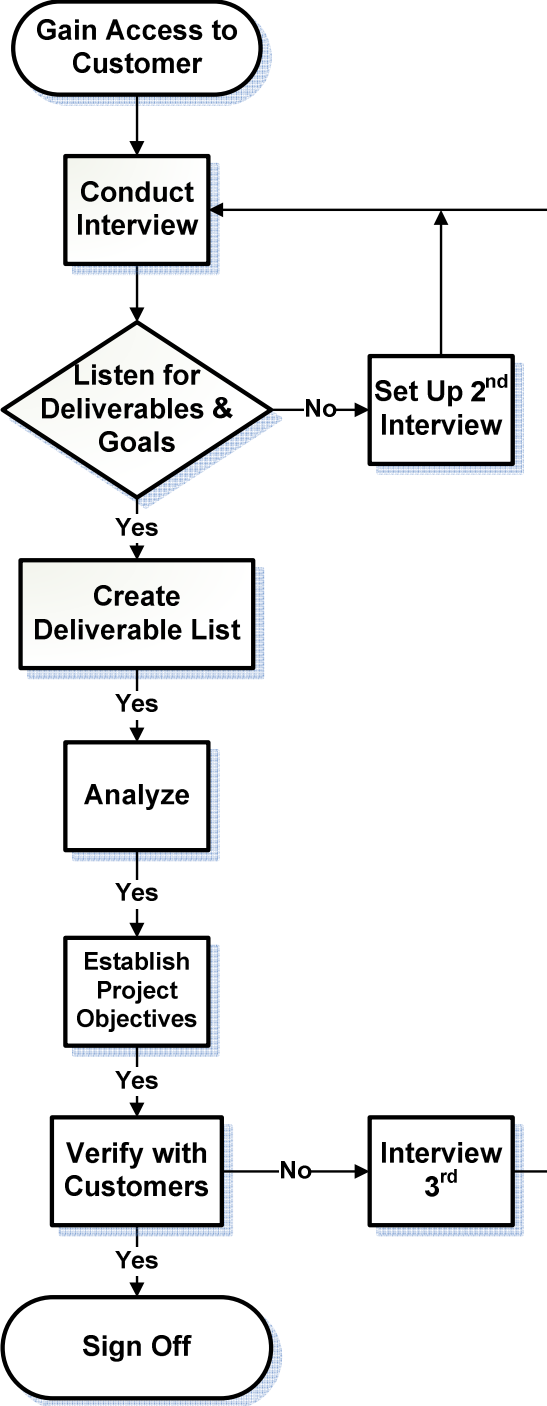 Gain Access to
Customer
Conduct
Interview
Listen for
Deliverables &
Goals
No
Set Up 2nd
Interview
Yes
Create
Deliverable List
Yes
Analyze
Yes
Establish
Project
Objectives
Yes
Verify with
Customers
No
Interview
3rd
Yes
Sign Off